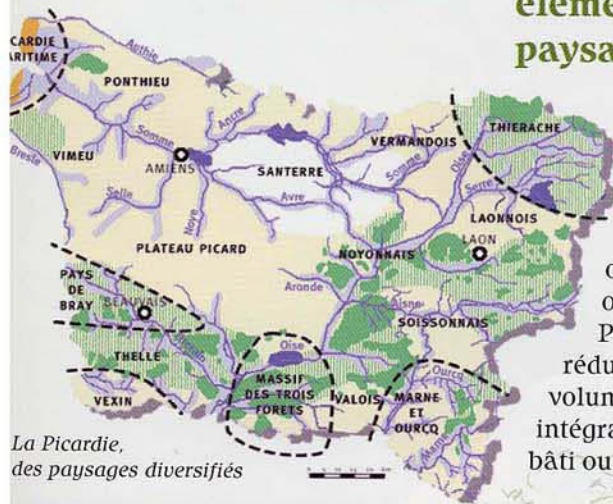 éléme
paysa
CARDIE
ARITIME
Authie
PONTHIEU
Ancre
Somme
VERMANDOIS
THIERACHE
Oise
VIMEU
AMIENS
SANTERRE
Somme
Serre
Bresle
Selle
Noye
Avre
LAONNOIS
PLATEAU PICARD
NOYONNAIS
LAON
PAYS
DE
BRAY
BEAUVAIS
Aronde
Aisne
SOISSONNAIS
Thérain
THELLE
Oise
Ourcq
MASSIF
DES TROIS
FORETS
VALOIS
MARNE
ET
OURCQ
VEXIN
Marne
La Picardie,
des paysages diversifiés
o
o
P
rédu
volum
intégra
bâti ou